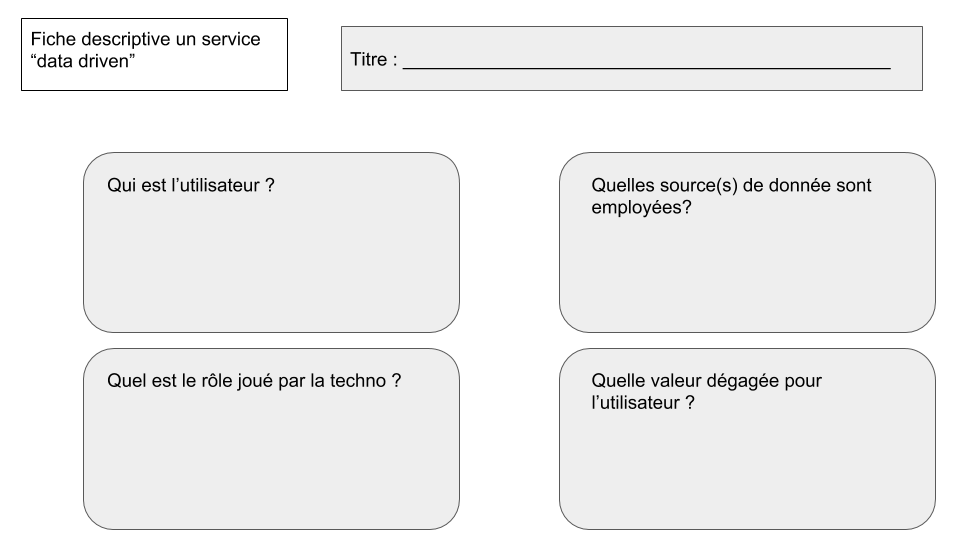 Fiche descriptive un service
“data driven”
Titre : ________________________________________________
Qui est l’utilisateur ?
Quelles source(s) de donnée sont
employées?
Quel est le rôle joué par la techno ?
Quelle valeur dégagée pour
l’utilisateur ?